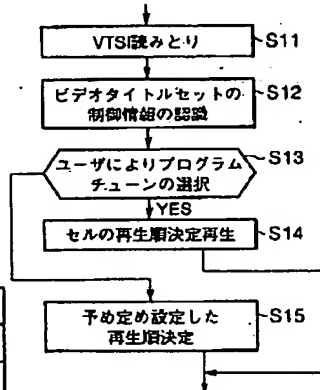 VTSI読みとり
S11
ビデオタイトルセットの
制御情報の認識
S12
ユーザによりプログラム
チューンの選択
S13
YES
セルの再生順決定再生
S14
予め定め設定した
再生順決定
S15